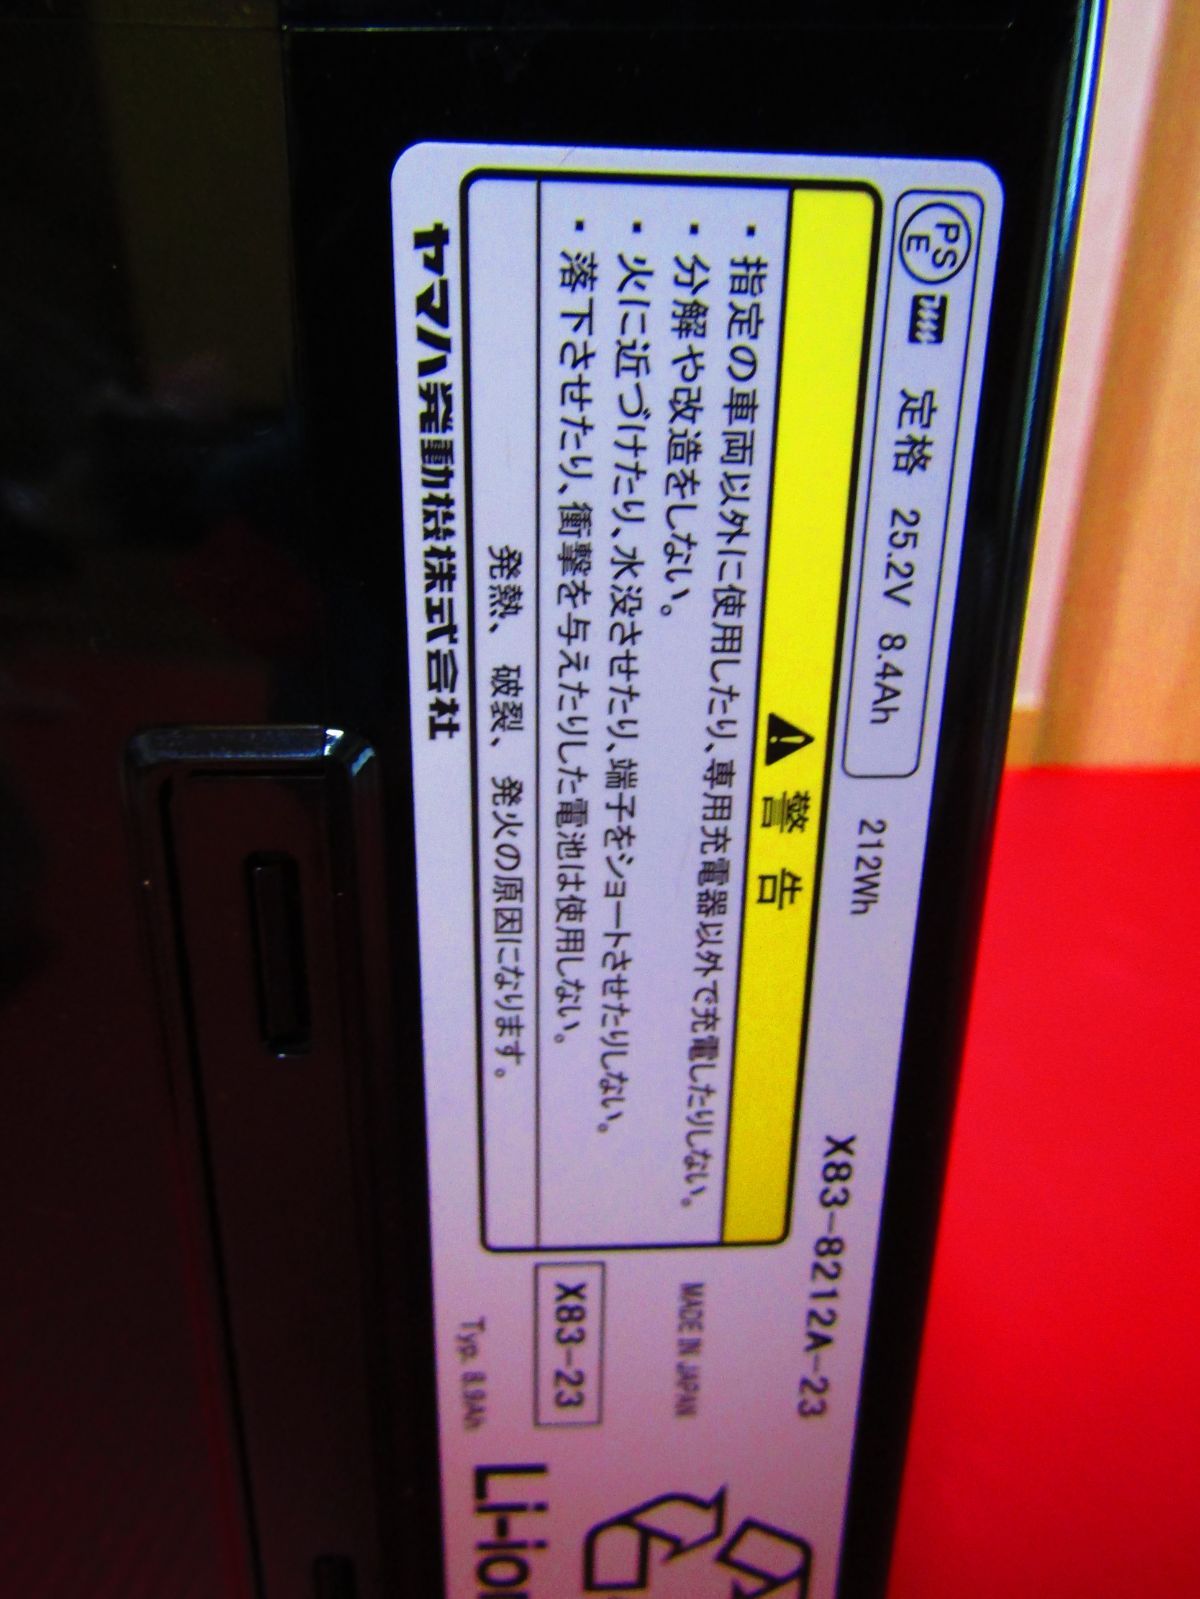 PS
E
定格 25.2V 8.4Ah 212Wh X83-8212A-23
警告
・指定の車両以外に使用したり、専用充電器以外で充電したりしない。
・分解や改造をしない。
・火に近づけたり、水没させたり、端子をショートさせたりしない。
・落下させたり、衝撃を与えたりした電池は使用しない。
発熱、破裂、発火の原因になります。
ヤマハ発動機株式会社
MADE IN JAPAN
X83-23
Typ. 8.9Ah
Li-ion